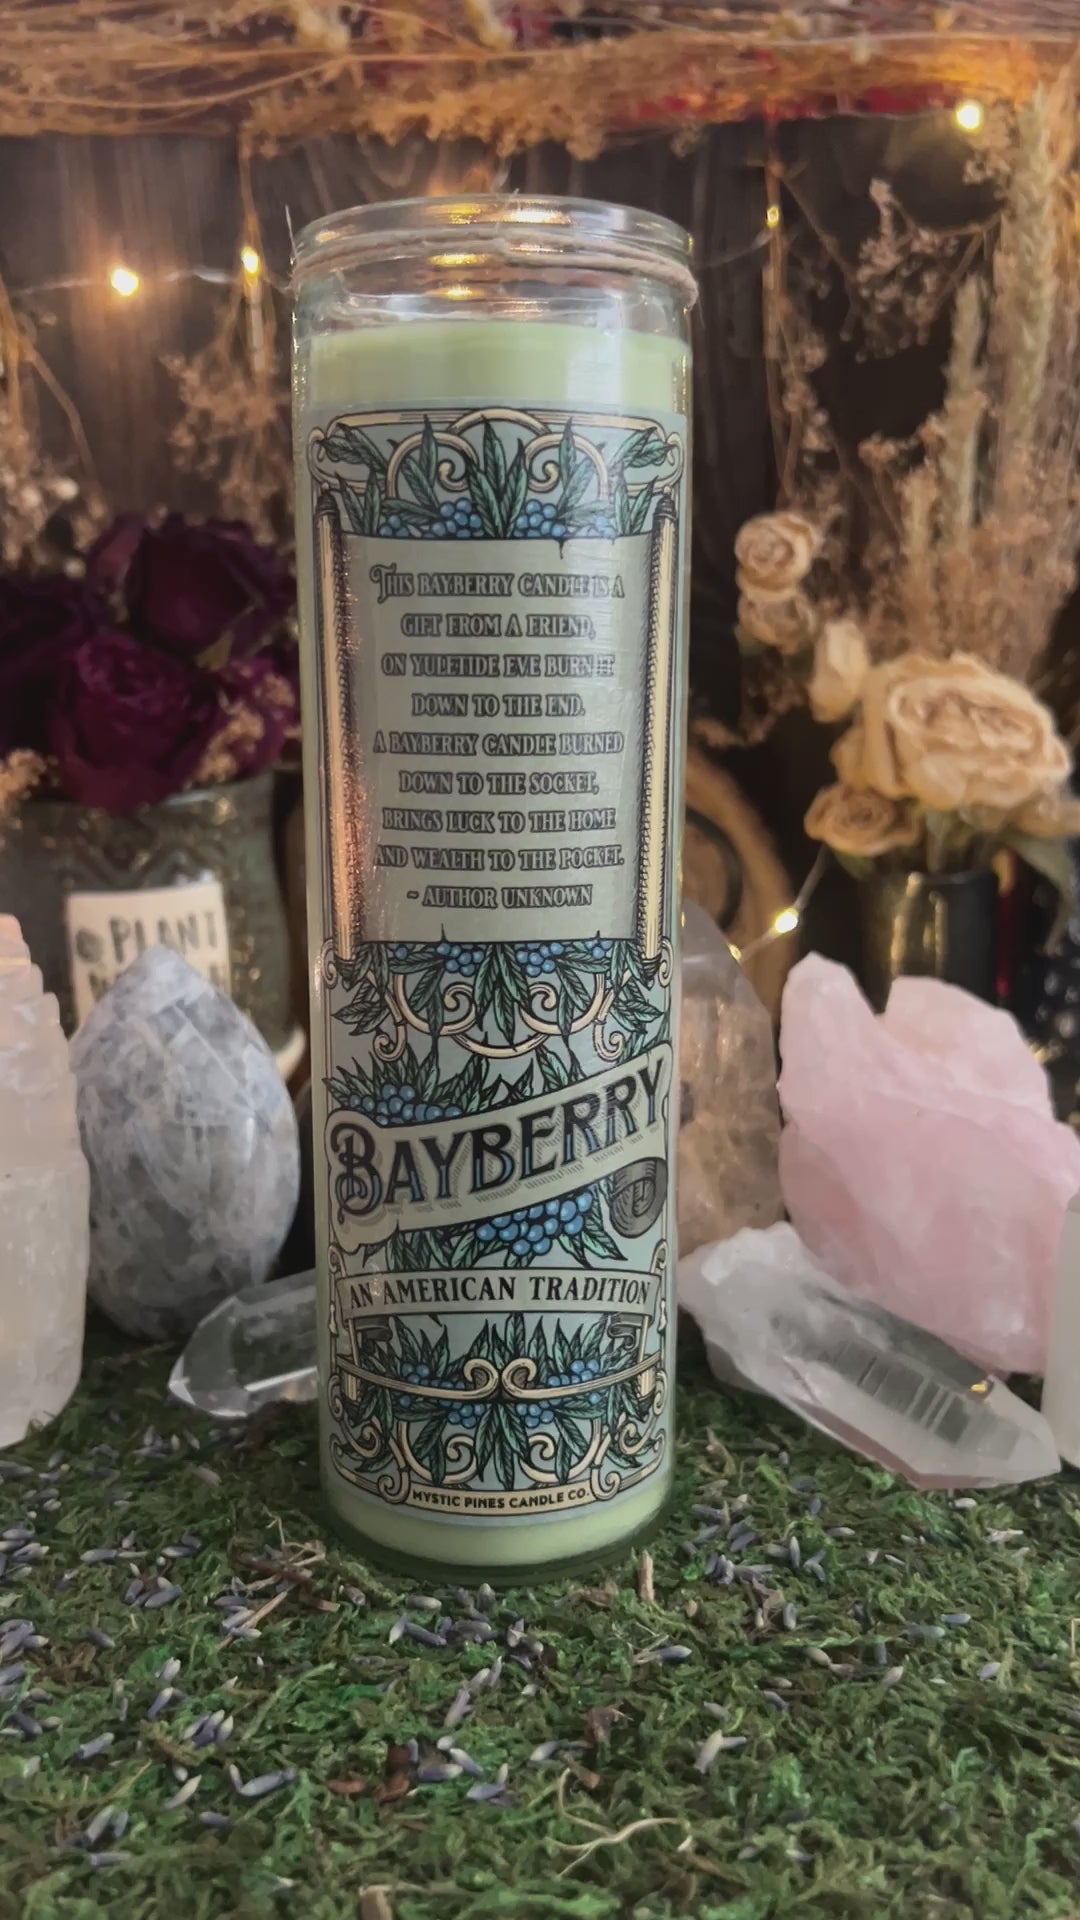 This bayberry candle is a
gift from a friend,
on Yuletide Eve burn it
down to the end.
A bayberry candle burned
down to the socket,
brings luck to the home
and wealth to the pocket.
~ Author Unknown
Bayberry
An American Tradition
Mystic Pines Candle Co.
Plant